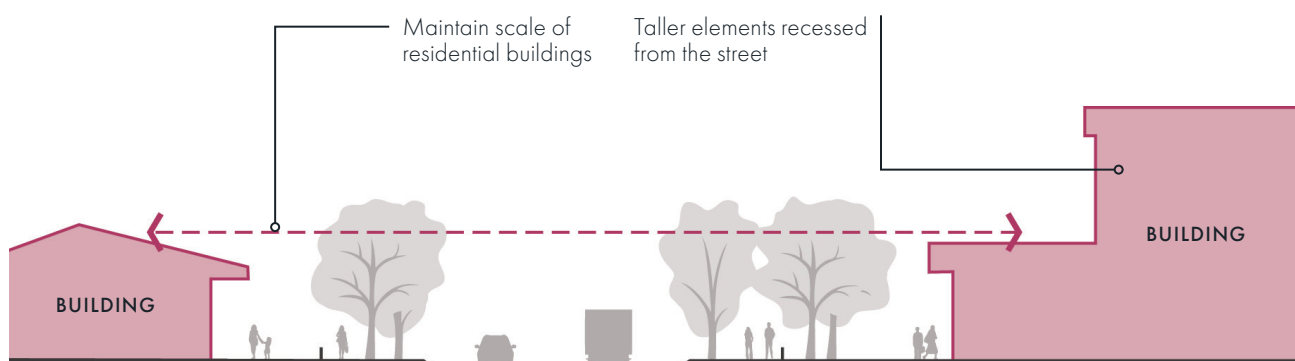 Maintain scale of
residential buildings
Taller elements recessed
from the street
BUILDING
BUILDING